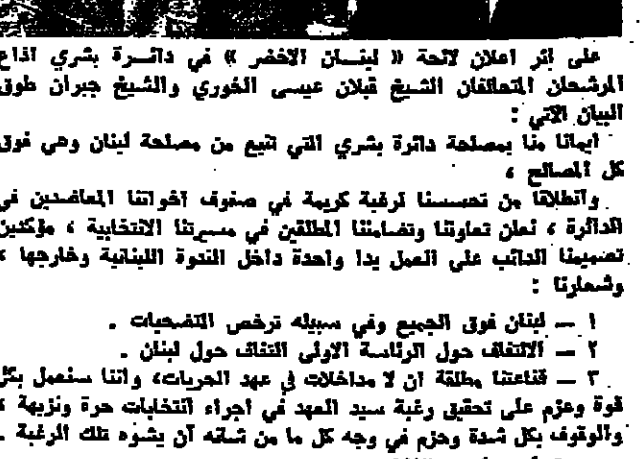 على اثر اعلان لائحة « لبنان الاخضر » في دائرة بشري اذاع
المرشحان المتحالفان الشيخ قبلان عيسى الخوري والشيخ جبران طوق
البيان الاتي :
ايمانا منا بمصلحة دائرة بشري التي تنبع من مصلحة لبنان وهي فوق
كل المصالح ،
وانطلاقا من تحسسنا لرغبة كريمة في صفوف اخواتنا المعاضدين في
الدائرة ، نعلن تعاوننا وتضامننا المطلقين في مسيرتنا الانتخابية ، مؤكدين
تصميمنا الدائب على العمل يدا واحدة داخل الندوة اللبنانية وخارجها ،
وشعارنا :
١ — لبنان فوق الجميع وفي سبيله ترخص التضحيات .
٢ — الالتفاف حول الرئاسة الاولى التفاف حول لبنان .
٣ — قناعتنا مطلقة ان لا مداخلات في عهد الحريات، واننا سنعمل بكل
قوة وعزم على تحقيق رغبة سيد العهد في اجراء انتخابات حرة ونزيهة ،
والوقوف بكل شدة وحزم في وجه كل ما من شانه أن يشوه تلك الرغبة .